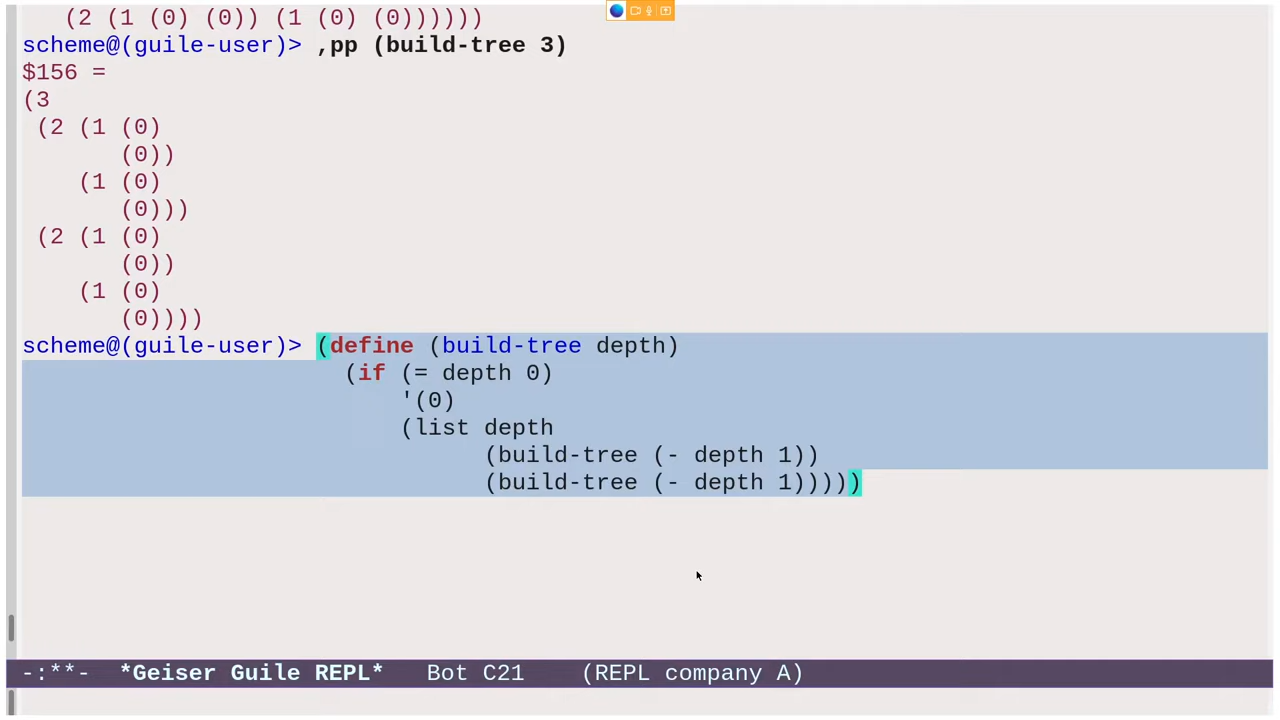 (2 (1 (0) (0)) (1 (0) (0))))))
scheme@(guile-user)> ,pp (build-tree 3)
$156 =
(3
(2 (1 (0)
(0))
(1 (0)
(0)))
(2 (1 (0)
(0))
(1 (0)
(0))))
scheme@(guile-user)> (define (build-tree depth)
(if (= depth 0)
'(0)
(list depth
(build-tree (- depth 1))
(build-tree (- depth 1)))))
-:**-  *Geiser Guile REPL*   Bot C21    (REPL company A)